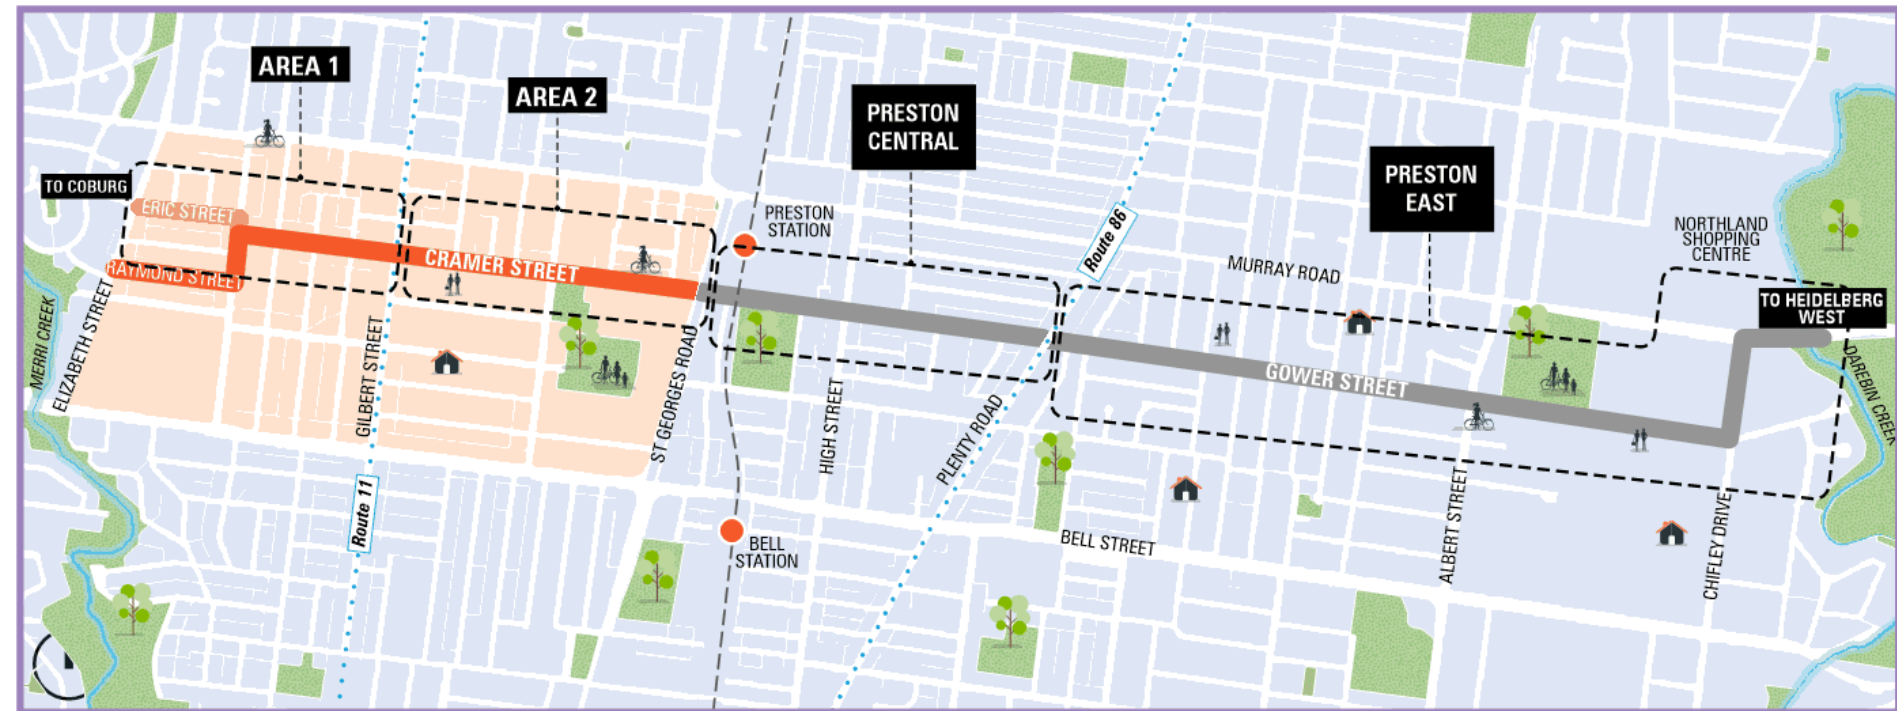 AREA 1
AREA 2
PRESTON
CENTRAL
PRESTON
EAST
TO COBURG
ERIC STREET
RAYMOND STREET
CRAMER STREET
PRESTON
STATION
Route 86
MURRAY ROAD
NORTHLAND
SHOPPING
CENTRE
TO HEIDELBERG
WEST
MERRI CREEK
ELIZABETH STREET
GILBERT STREET
ST GEORGES ROAD
HIGH STREET
PLENTY ROAD
GOWER STREET
DAREBIN CREEK
Route 11
BELL
STATION
BELL STREET
ALBERT STREET
CHIFLEY DRIVE